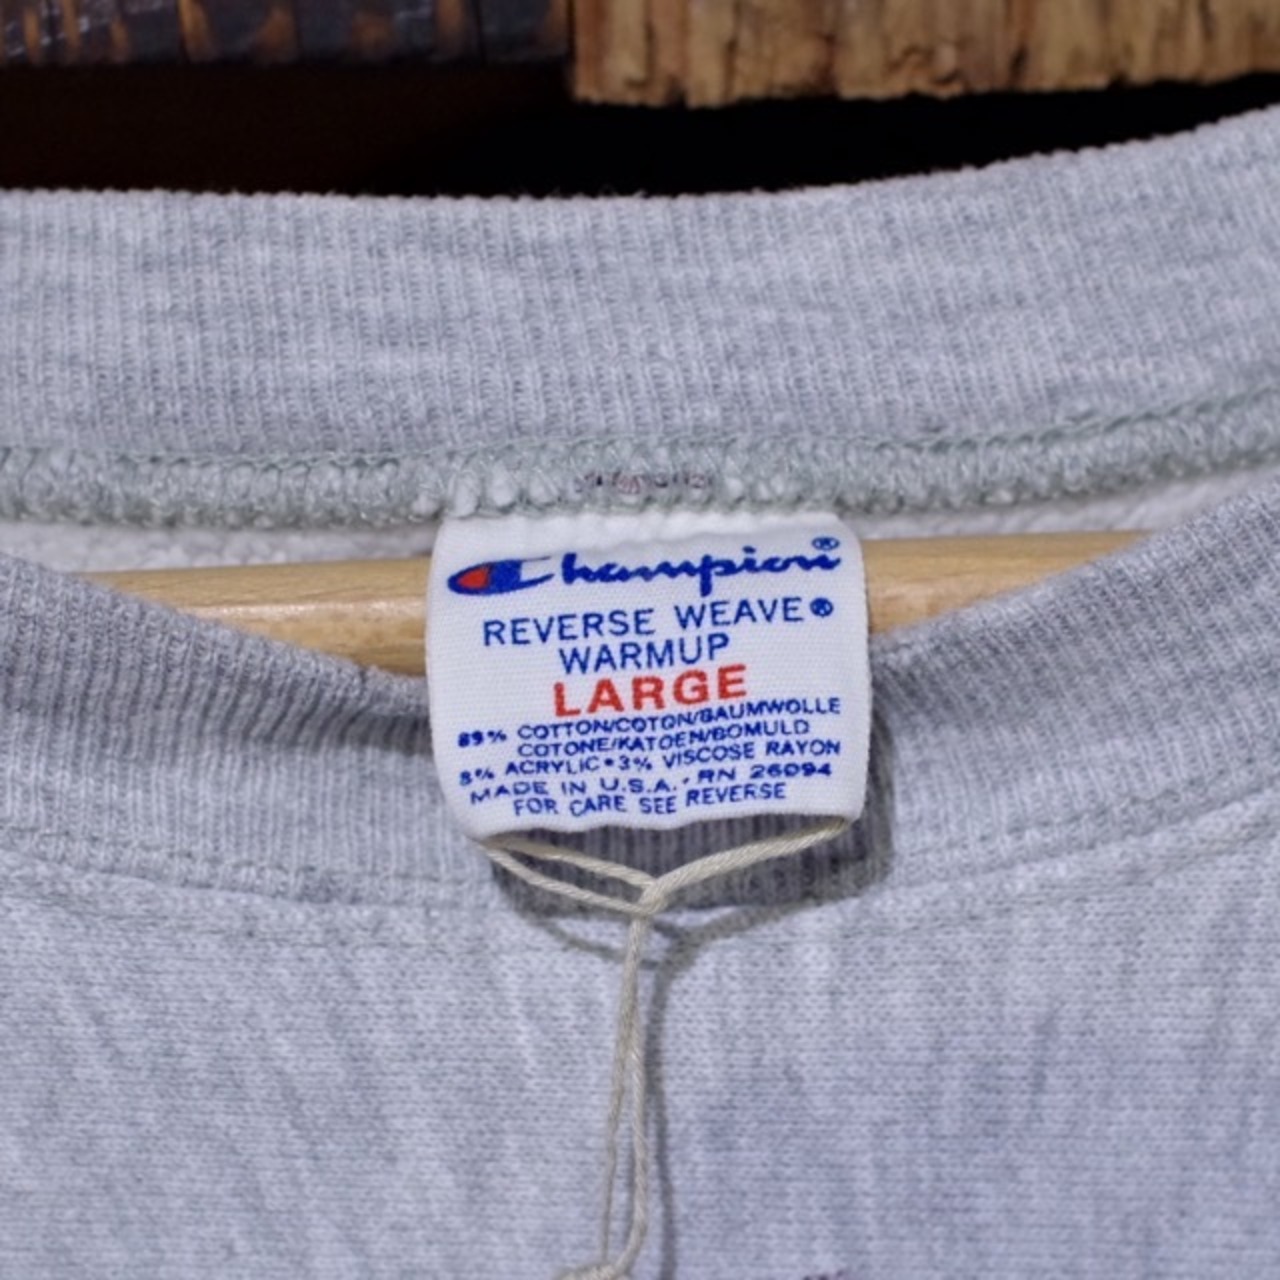 Champion®
REVERSE WEAVE®
WARMUP
LARGE
89% COTTON/COTON/BAUMWOLLE
COTONE/KATOEN/BOMULD
8% ACRYLIC•3% VISCOSE RAYON
MADE IN U.S.A.•RN 26094
FOR CARE SEE REVERSE